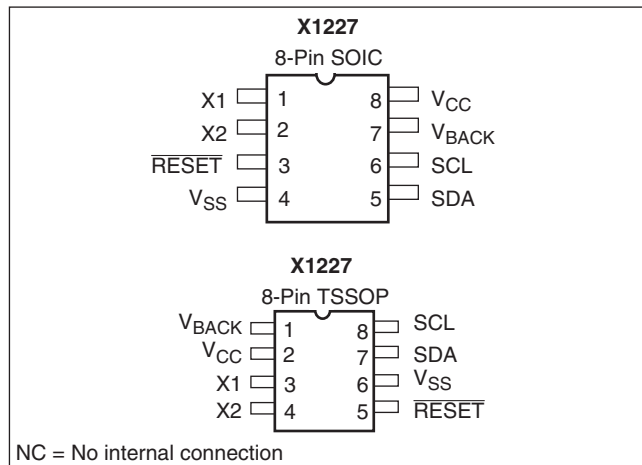 X1227
8-Pin SOIC
X1 1 8 VCC
X2 2 7 VBACK
RESET 3 6 SCL
VSS 4 5 SDA
X1227
8-Pin TSSOP
VBACK 1 8 SCL
VCC 2 7 SDA
X1 3 6 VSS
X2 4 5 RESET
NC = No internal connection